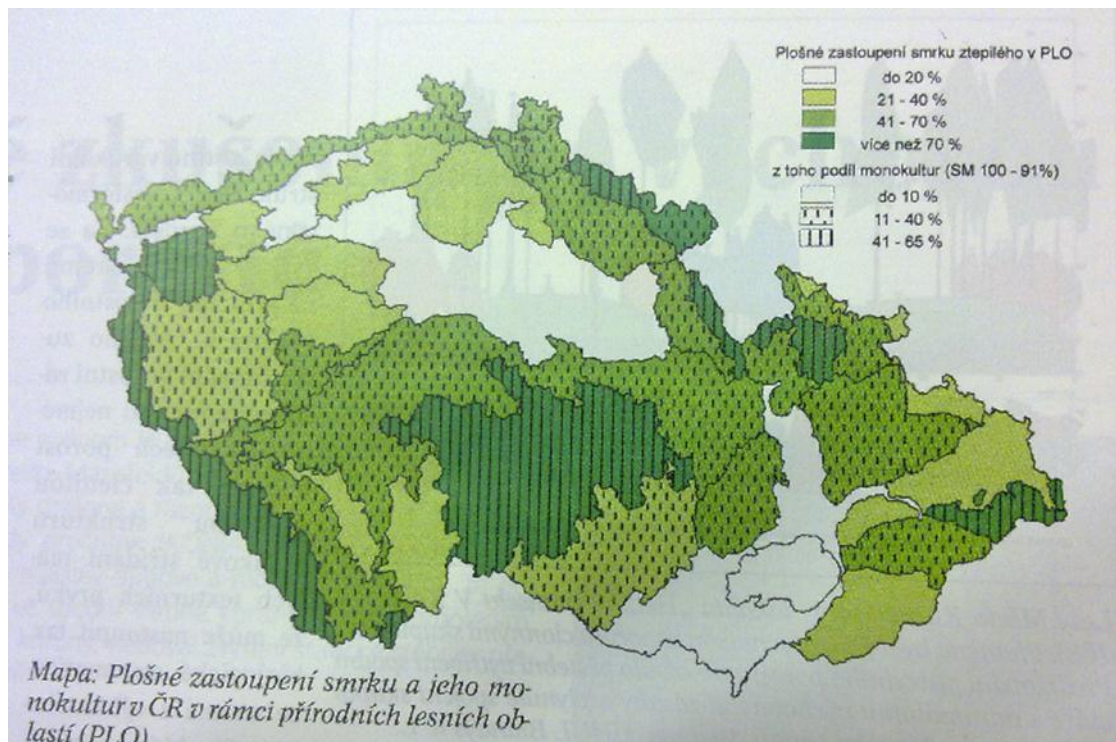 Plošné zastoupení smrku ztepilého v PLO
do 20 %
21 - 40 %
41 - 70 %
více než 70 %
z toho podíl monokultur (SM 100 - 91%)
do 10 %
11 - 40 %
41 - 65 %
Mapa: Plošné zastoupení smrku a jeho mo-
nokultur v ČR v rámci přírodních lesních ob-
lastí (PLO)